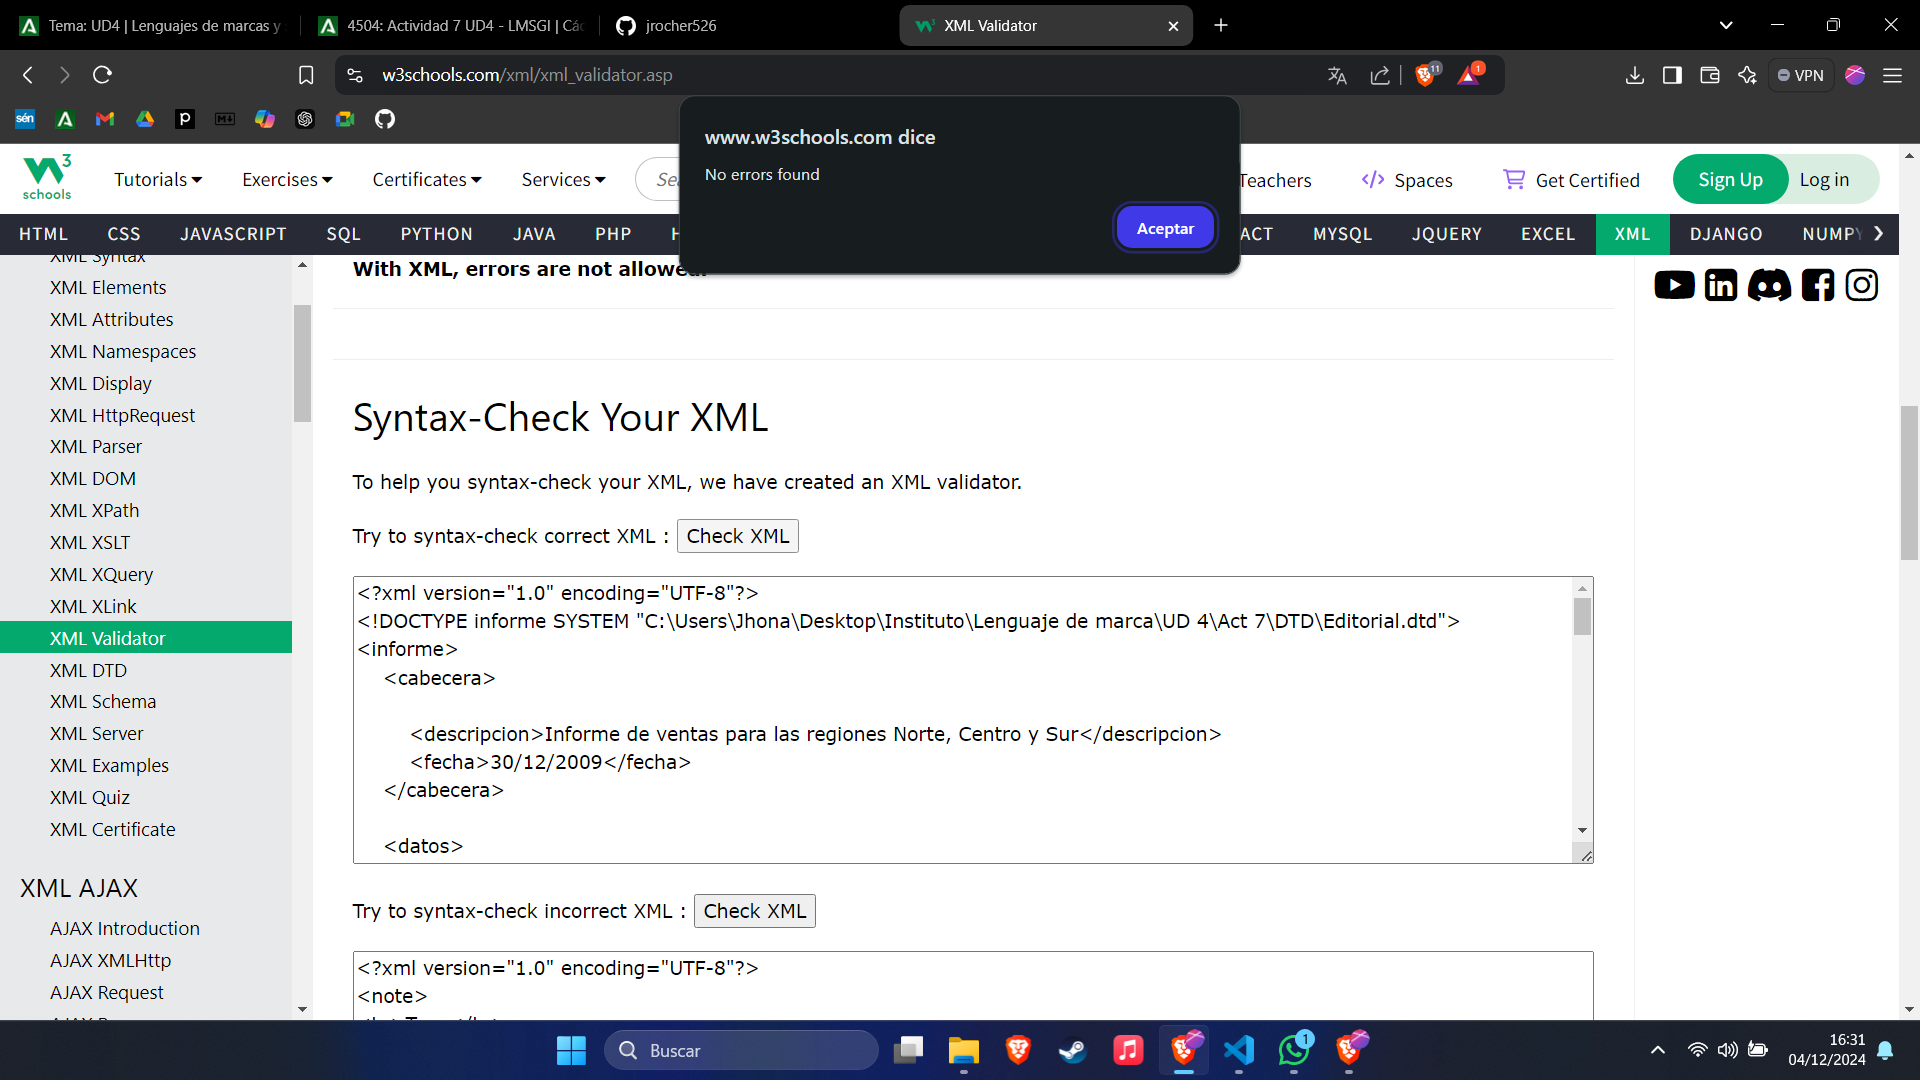 Tema: UD4 | Lenguajes de marcas y
4504: Actividad 7 UD4 - LMSGI | Các
jrocher526
XML Validator
w3schools.com/xml/xml_validator.asp
11
1
VPN
sén
www.w3schools.com dice
No errors found
Aceptar
schools
Tutorials
Exercises
Certificates
Services
Teachers
Spaces
Get Certified
Sign Up
Log in
HTML
CSS
JAVASCRIPT
SQL
PYTHON
JAVA
PHP
MYSQL
JQUERY
EXCEL
XML
DJANGO
NUMPY
XML Syntax
XML Elements
XML Attributes
XML Namespaces
XML Display
XML HttpRequest
XML Parser
XML DOM
XML XPath
XML XSLT
XML XQuery
XML XLink
XML Validator
XML DTD
XML Schema
XML Server
XML Examples
XML Quiz
XML Certificate
XML AJAX
AJAX Introduction
AJAX XMLHttp
AJAX Request
With XML, errors are not allowed.
Syntax-Check Your XML
To help you syntax-check your XML, we have created an XML validator.
Try to syntax-check correct XML : Check XML
<?xml version="1.0" encoding="UTF-8"?>
<!DOCTYPE informe SYSTEM "C:\Users\Jhona\Desktop\Instituto\Lenguaje de marca\UD 4\Act 7\DTD\Editorial.dtd">
<informe>
<cabecera>
<descripcion>Informe de ventas para las regiones Norte, Centro y Sur</descripcion>
<fecha>30/12/2009</fecha>
</cabecera>
<datos>
Try to syntax-check incorrect XML : Check XML
<?xml version="1.0" encoding="UTF-8"?>
<note>
Buscar
1
16:31
04/12/2024